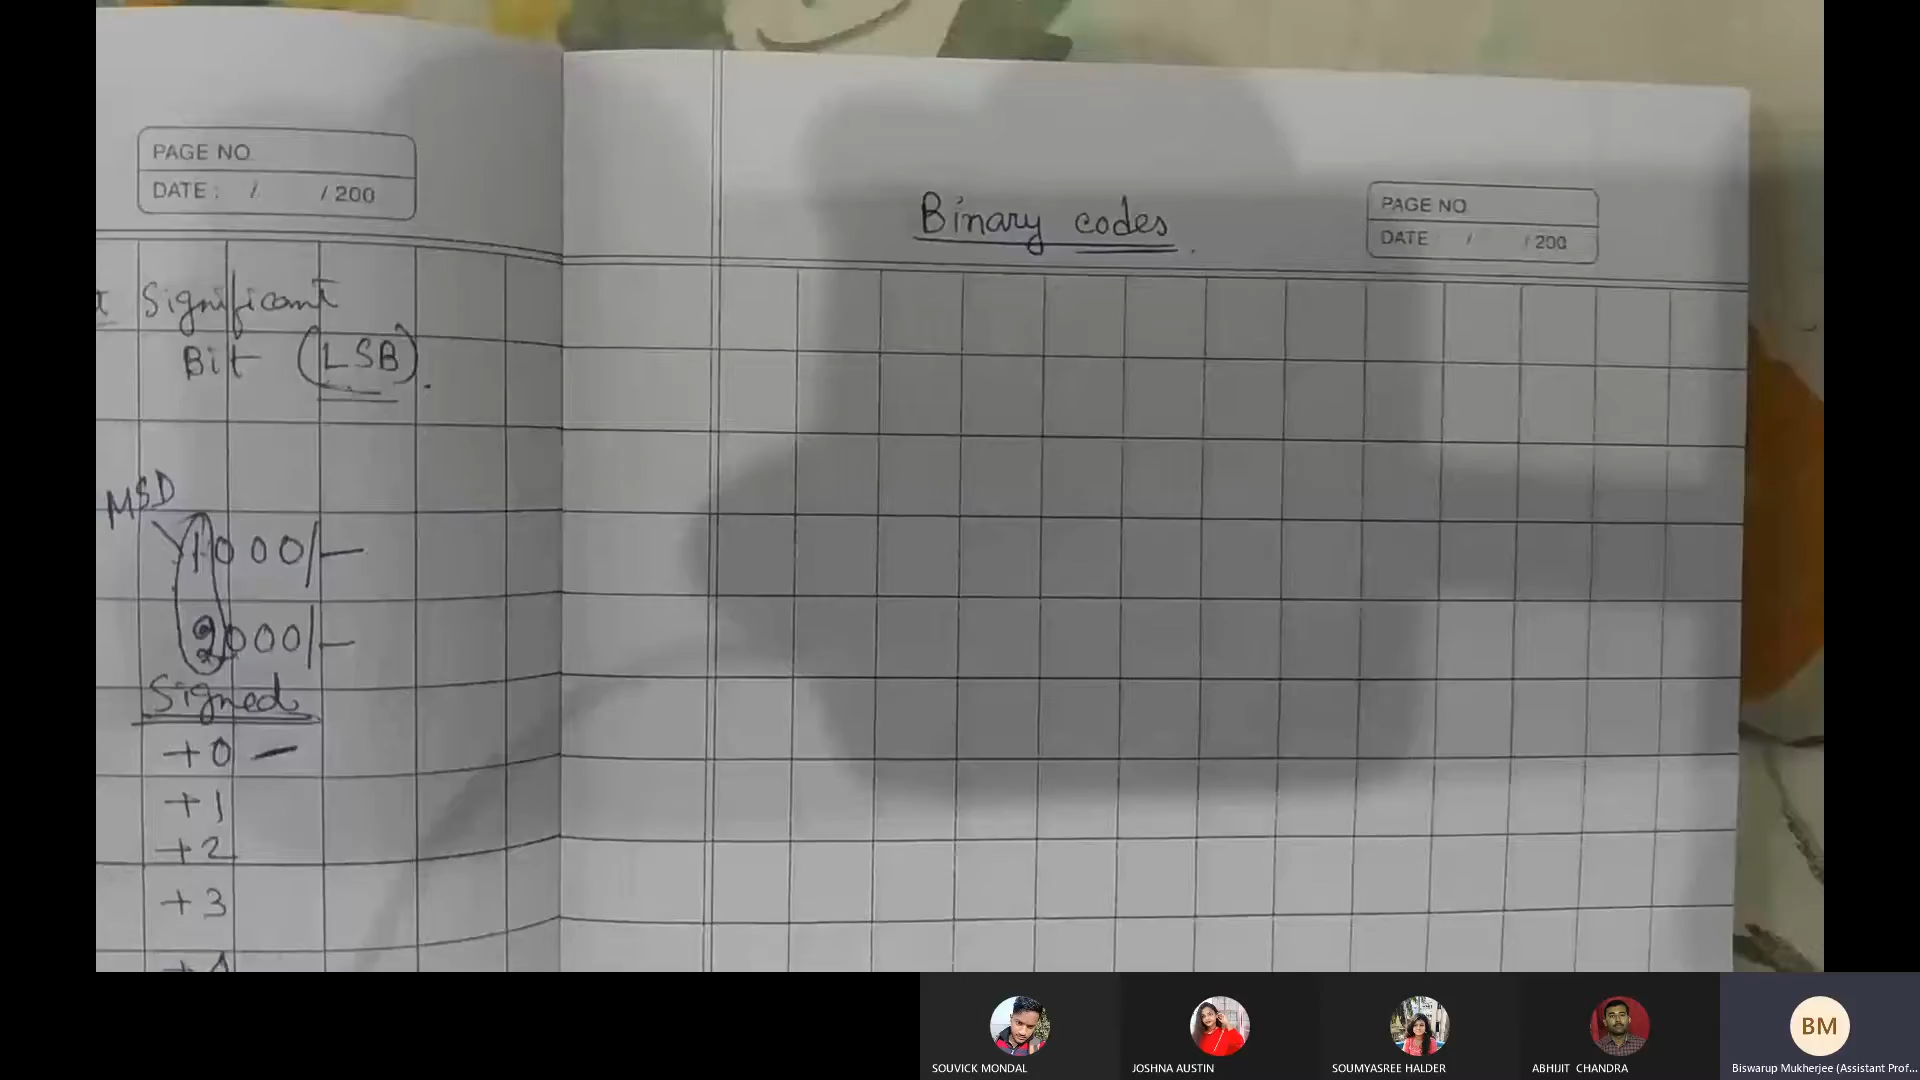 PAGE NO
DATE : / / 200
Significant
Bit (LSB).
MSD
1000/-
2000/-
Signed
+0 -
+1
+2
+3
Binary codes.
PAGE NO
DATE / / 200
SOUVICK MONDAL
JOSHNA AUSTIN
SOUMYASREE HALDER
ABHIJIT CHANDRA
BM
Biswarup Mukherjee (Assistant Prof...